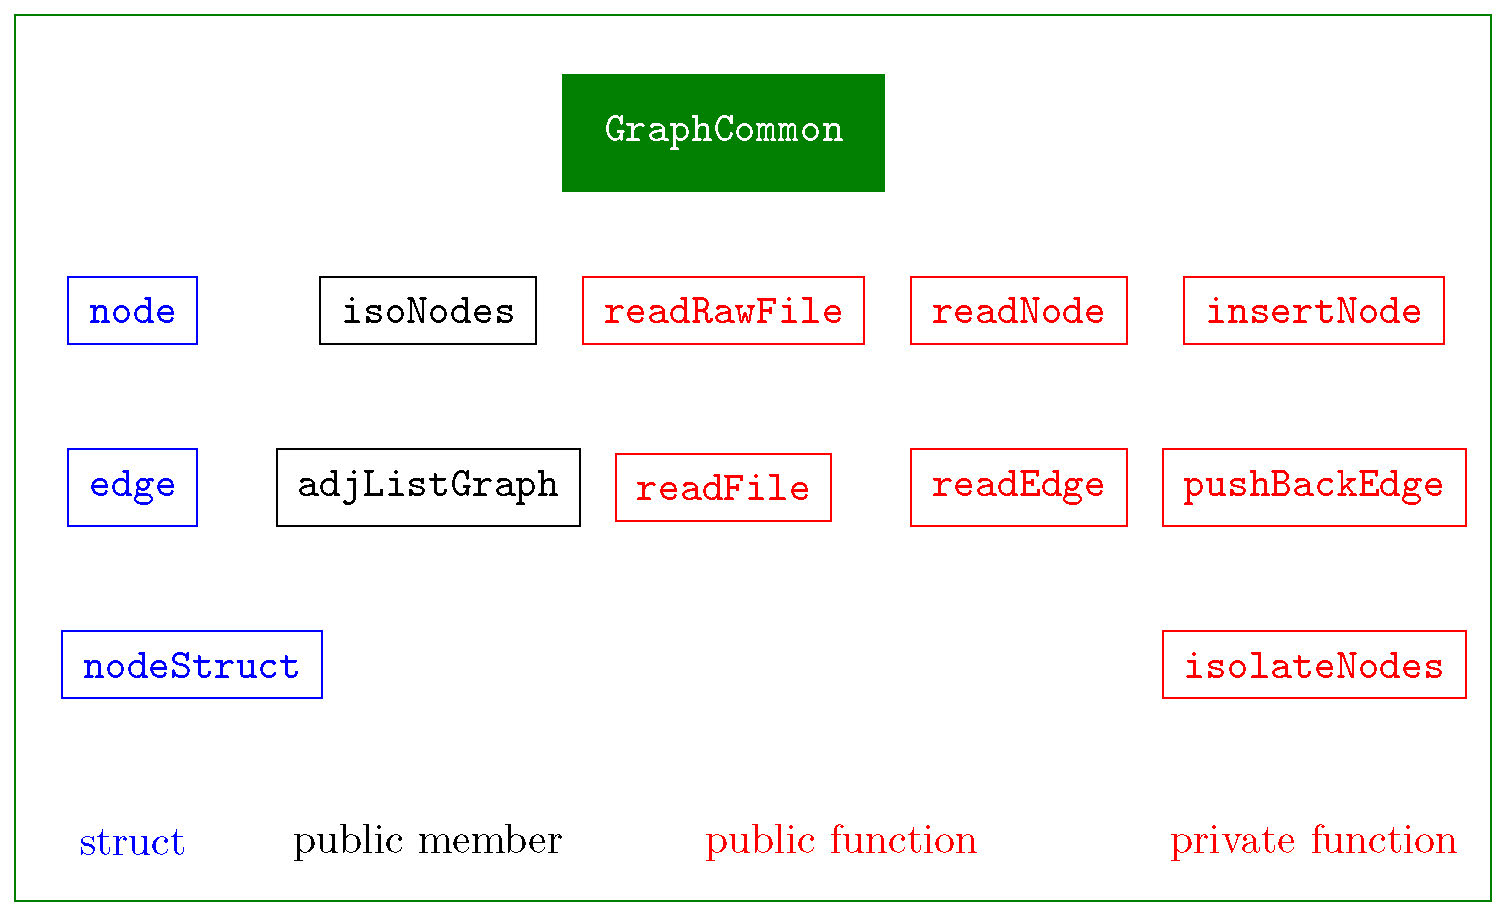 GraphCommon
node isoNodes readRawFile readNode insertNode
edge adjListGraph readFile readEdge pushBackEdge
nodeStruct isolateNodes
struct public member public function private function